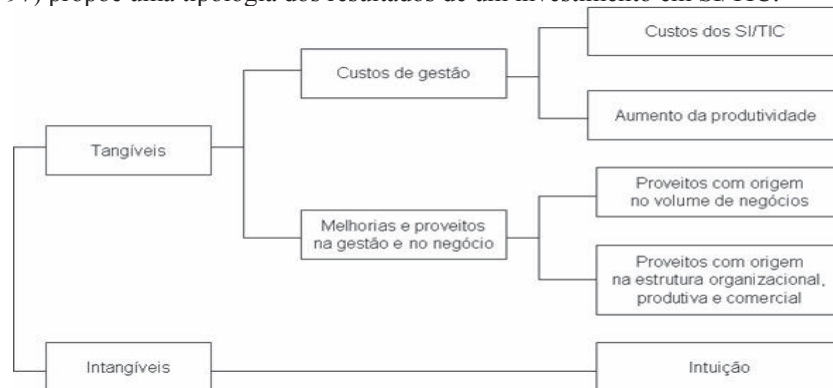 97) propõe uma tipologia dos resultados de um investimento em SI/TIC:
Custos dos SI/TIC
Custos de gestão
Aumento da produtividade
Tangíveis
Proveitos com origem
no volume de negócios
Melhorias e proveitos
na gestão e no negócio
Proveitos com origem
na estrutura organizacional,
produtiva e comercial
Intangíveis
Intuição